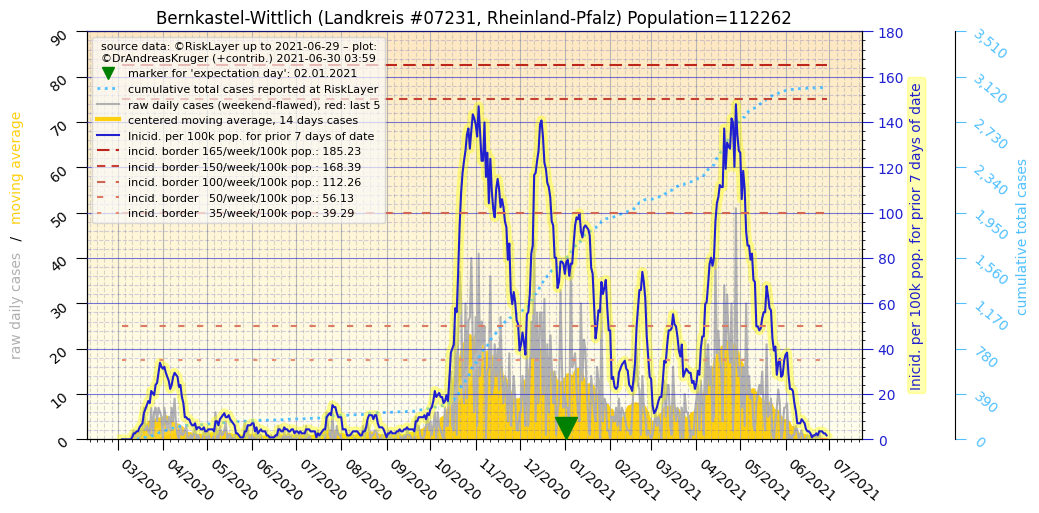 Bernkastel-Wittlich (Landkreis #07231, Rheinland-Pfalz) Population=112262
source data: ©RiskLayer up to 2021-06-29 – plot:
©DrAndreasKruger (+contrib.) 2021-06-30 03:59
marker for 'expectation day': 02.01.2021
cumulative total cases reported at RiskLayer
raw daily cases (weekend-flawed), red: last 5
centered moving average, 14 days cases
Inicid. per 100k pop. for prior 7 days of date
incid. border 165/week/100k pop.: 185.23
incid. border 150/week/100k pop.: 168.39
incid. border 100/week/100k pop.: 112.26
incid. border   50/week/100k pop.: 56.13
incid. border   35/week/100k pop.: 39.29
raw daily cases  /  moving average
90
80
70
60
50
40
30
20
10
0
03/2020
04/2020
05/2020
06/2020
07/2020
08/2020
09/2020
10/2020
11/2020
12/2020
01/2021
02/2021
03/2021
04/2021
05/2021
06/2021
07/2021
180
160
140
120
100
80
60
40
20
0
Inicid. per 100k pop. for prior 7 days of date
3,510
3,120
2,730
2,340
1,950
1,560
1,170
780
390
0
cumulative total cases